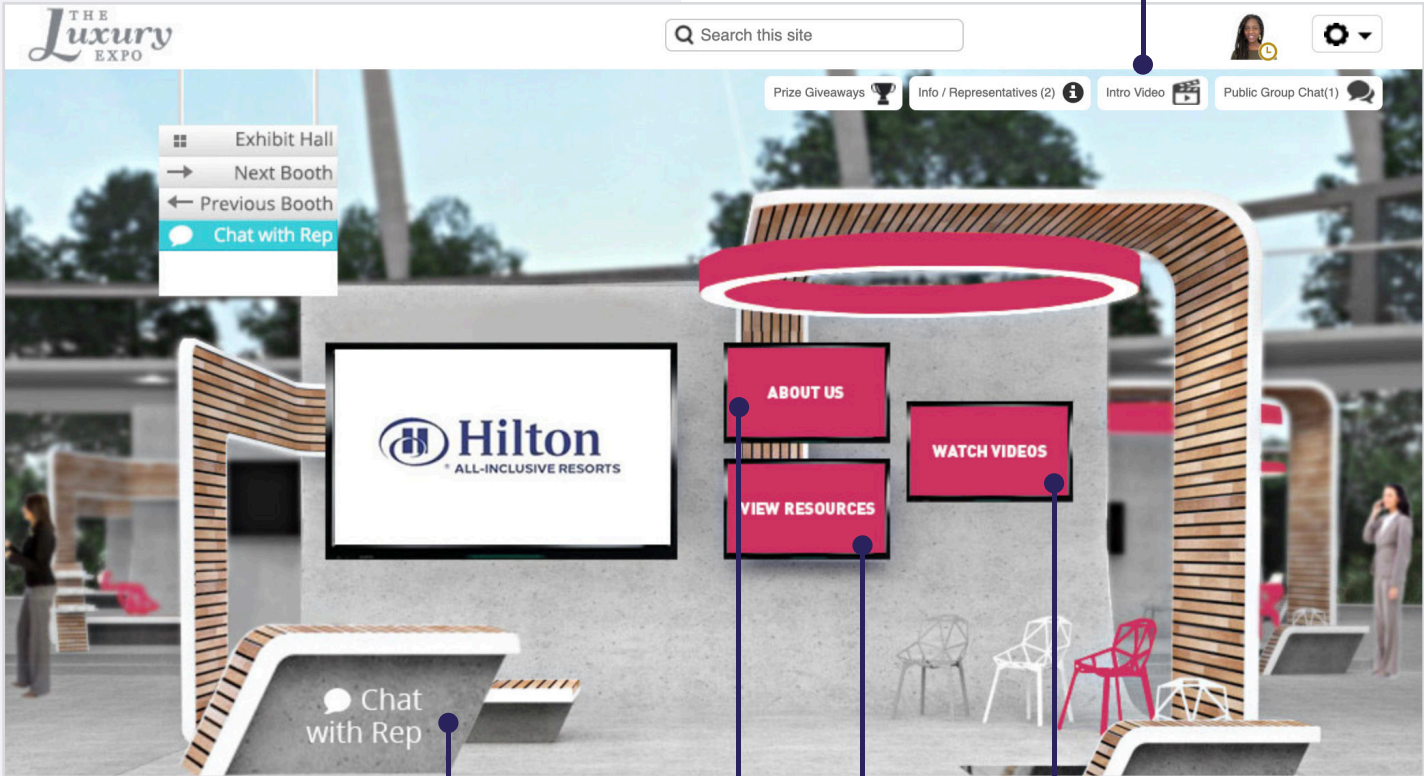 THE
Luxury
EXPO
Search this site
Prize Giveaways
Info / Representatives (2)
Intro Video
Public Group Chat(1)
Exhibit Hall
Next Booth
Previous Booth
Chat with Rep
Hilton
ALL-INCLUSIVE RESORTS
ABOUT US
WATCH VIDEOS
VIEW RESOURCES
Chat
with Rep